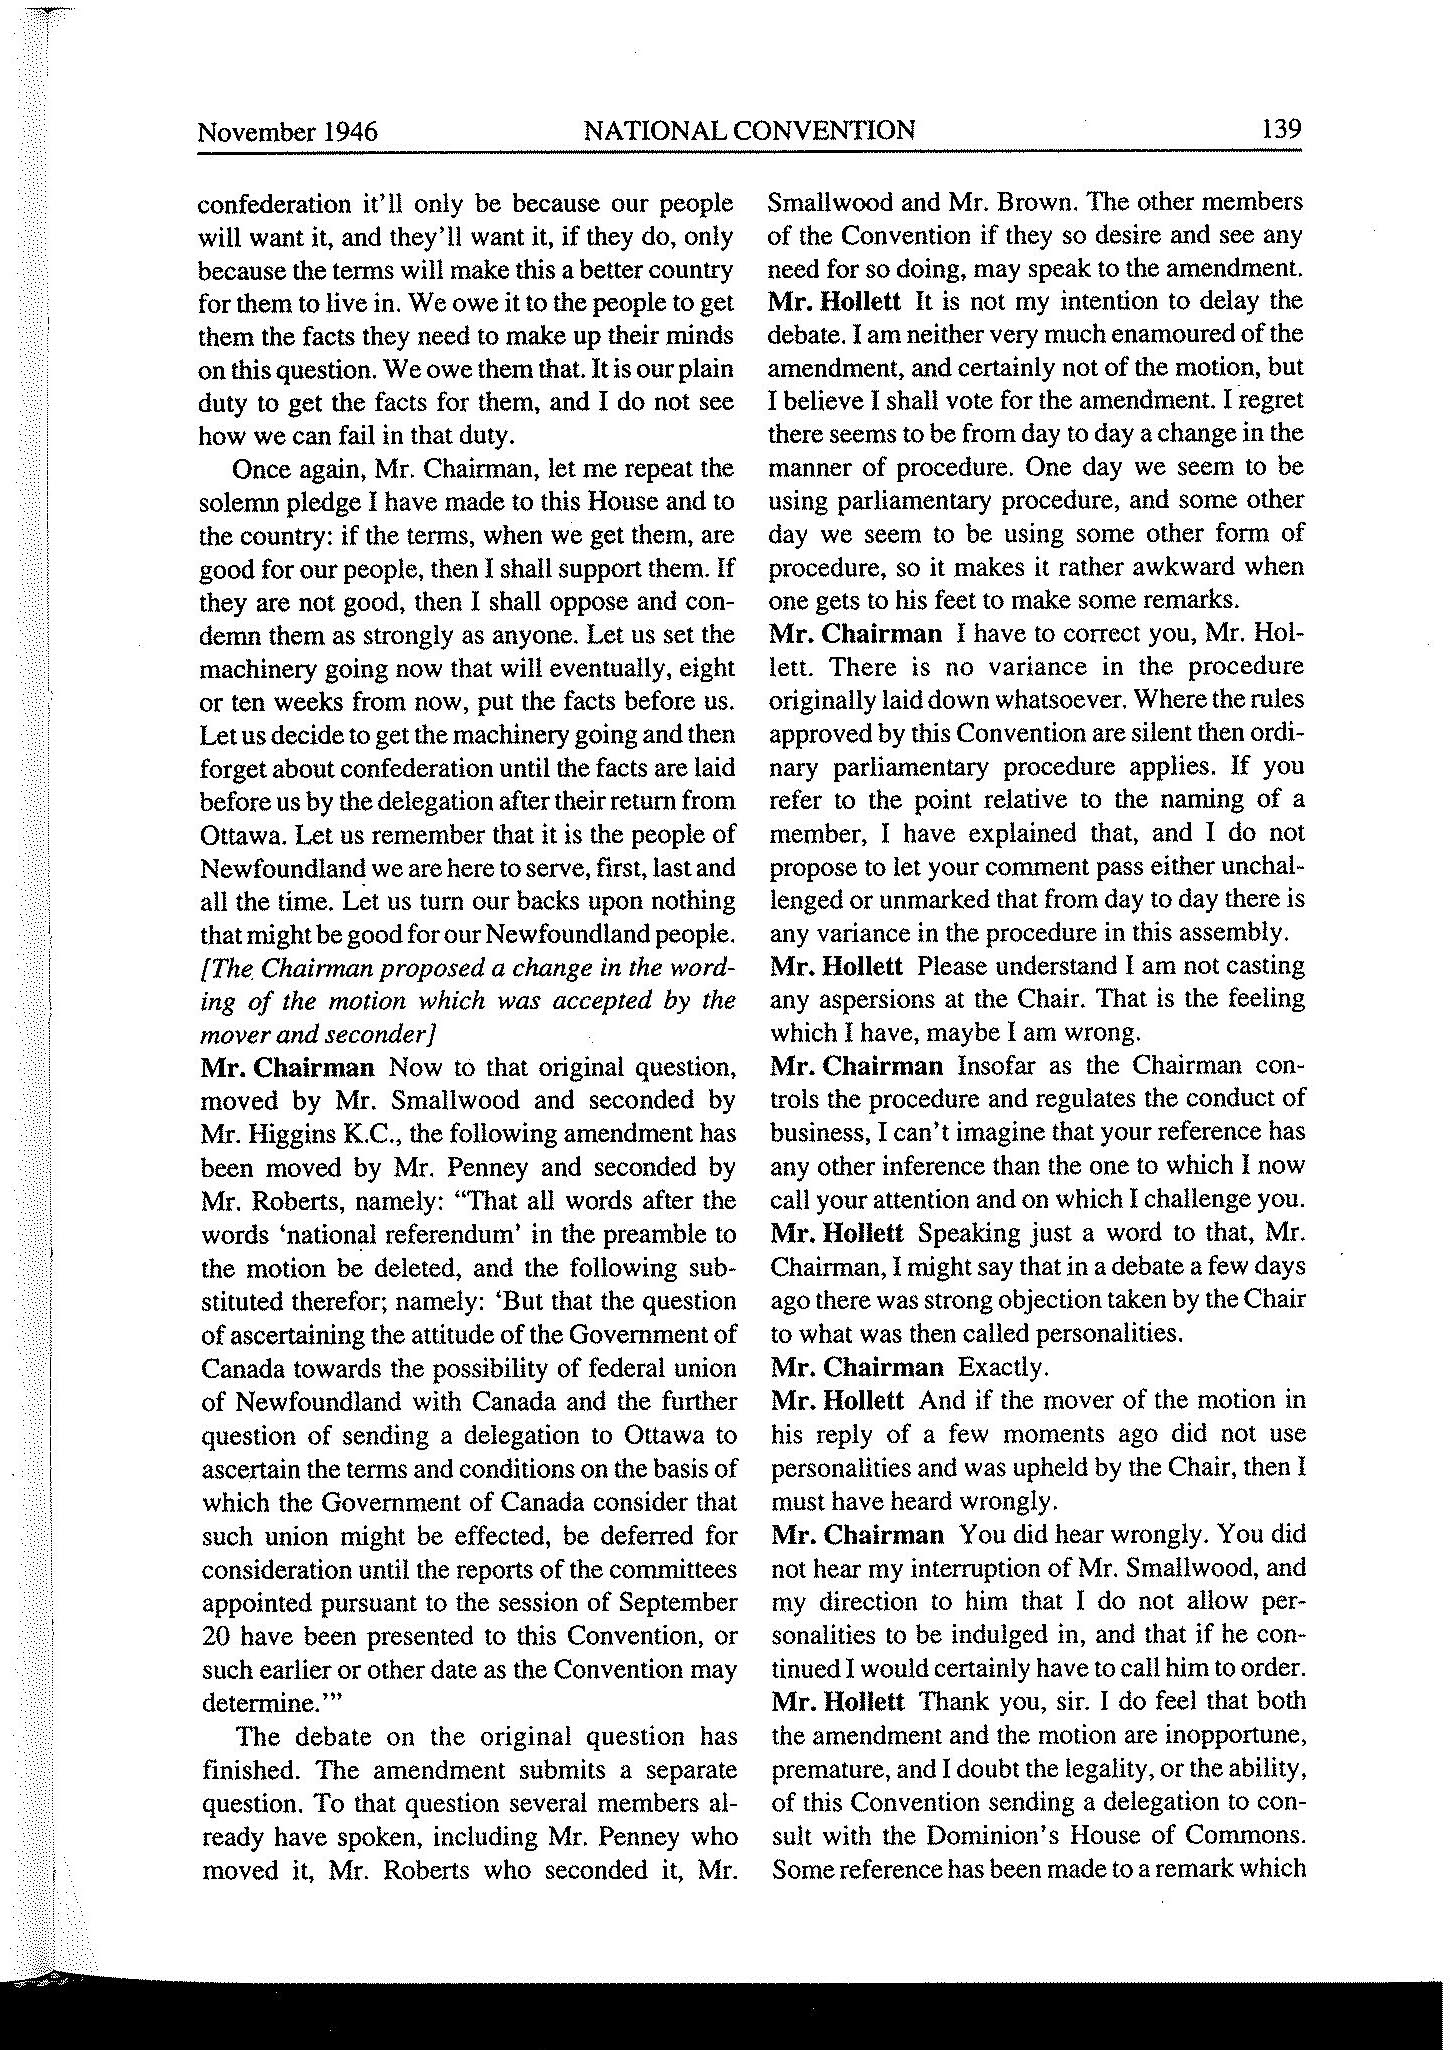 November 1946 NATIONAL CONVENTION 139
confederation it'll only be because our people
will want it, and they'll want it, if they do, only
because the terms will make this a better country
for them to live in. We owe it to the people to get
them the facts they need to make up their minds
on this question. We owe them that. It is our plain
duty to get the facts for them, and I do not see
how we can fail in that duty.
Once again, Mr. Chairman, let me repeat the
solemn pledge I have made to this House and to
the country: if the terms, when we get them, are
good for our people, then I shall support them. If
they are not good, then I shall oppose and con-
demn them as strongly as anyone. Let us set the
machinery going now that will eventually, eight
or ten weeks from now, put the facts before us.
Let us decide to get the machinery going and then
forget about confederation until the facts are laid
before us by the delegation after their return from
Ottawa. Let us remember that it is the people of
Newfoundland we are here to serve, first, last and
all the time. Let us turn our backs upon nothing
that might be good for our Newfoundland people.
[The Chairman proposed a change in the word-
ing of the motion which was accepted by the
mover and seconder]
Mr. Chairman Now to that original question,
moved by Mr. Smallwood and seconded by
Mr. Higgins K.C., the following amendment has
been moved by Mr. Penney and seconded by
Mr. Roberts, namely: "That all words after the
words 'national referendum' in the preamble to
the motion be deleted, and the following sub-
stituted therefor; namely: 'But that the question
of ascertaining the attitude of the Government of
Canada towards the possibility of federal union
of Newfoundland with Canada and the further
question of sending a delegation to Ottawa to
ascertain the terms and conditions on the basis of
which the Government of Canada consider that
such union might be effected, be deferred for
consideration until the reports of the committees
appointed pursuant to the session of September
20 have been presented to this Convention, or
such earlier or other date as the Convention may
determine.'"
The debate on the original question has
finished. The amendment submits a separate
question. To that question several members al-
ready have spoken, including Mr. Penney who
moved it, Mr. Roberts who seconded it, Mr.
Smallwood and Mr. Brown. The other members
of the Convention if they so desire and see any
need for so doing, may speak to the amendment.
Mr. Hollett It is not my intention to delay the
debate. I am neither very much enamoured of the
amendment, and certainly not of the motion, but
I believe I shall vote for the amendment. I regret
there seems to be from day to day a change in the
manner of procedure. One day we seem to be
using parliamentary procedure, and some other
day we seem to be using some other form of
procedure, so it makes it rather awkward when
one gets to his feet to make some remarks.
Mr. Chairman I have to correct you, Mr. Hol-
lett. There is no variance in the procedure
originally laid down whatsoever. Where the rules
approved by this Convention are silent then ordi-
nary parliamentary procedure applies. If you
refer to the point relative to the naming of a
member, I have explained that, and I do not
propose to let your comment pass either unchal-
lenged or unmarked that from day to day there is
any variance in the procedure in this assembly.
Mr. Hollett Please understand I am not casting
any aspersions at the Chair. That is the feeling
which I have, maybe I am wrong.
Mr. Chairman Insofar as the Chairman con-
trols the procedure and regulates the conduct of
business, I can't imagine that your reference has
any other inference than the one to which I now
call your attention and on which I challenge you.
Mr. Hollett Speaking just a word to that, Mr.
Chairman, I might say that in a debate a few days
ago there was strong objection taken by the Chair
to what was then called personalities.
Mr. Chairman Exactly.
Mr. Hollett And if the mover of the motion in
his reply of a few moments ago did not use
personalities and was upheld by the Chair, then I
must have heard wrongly.
Mr. Chairman You did hear wrongly. You did
not hear my interruption of Mr. Smallwood, and
my direction to him that I do not allow per-
sonalities to be indulged in, and that if he con-
tinued I would certainly have to call him to order.
Mr. Hollett Thank you, sir. I do feel that both
the amendment and the motion are inopportune,
premature, and I doubt the legality, or the ability,
of this Convention sending a delegation to con-
sult with the Dominion's House of Commons.
Some reference has been made to a remark which